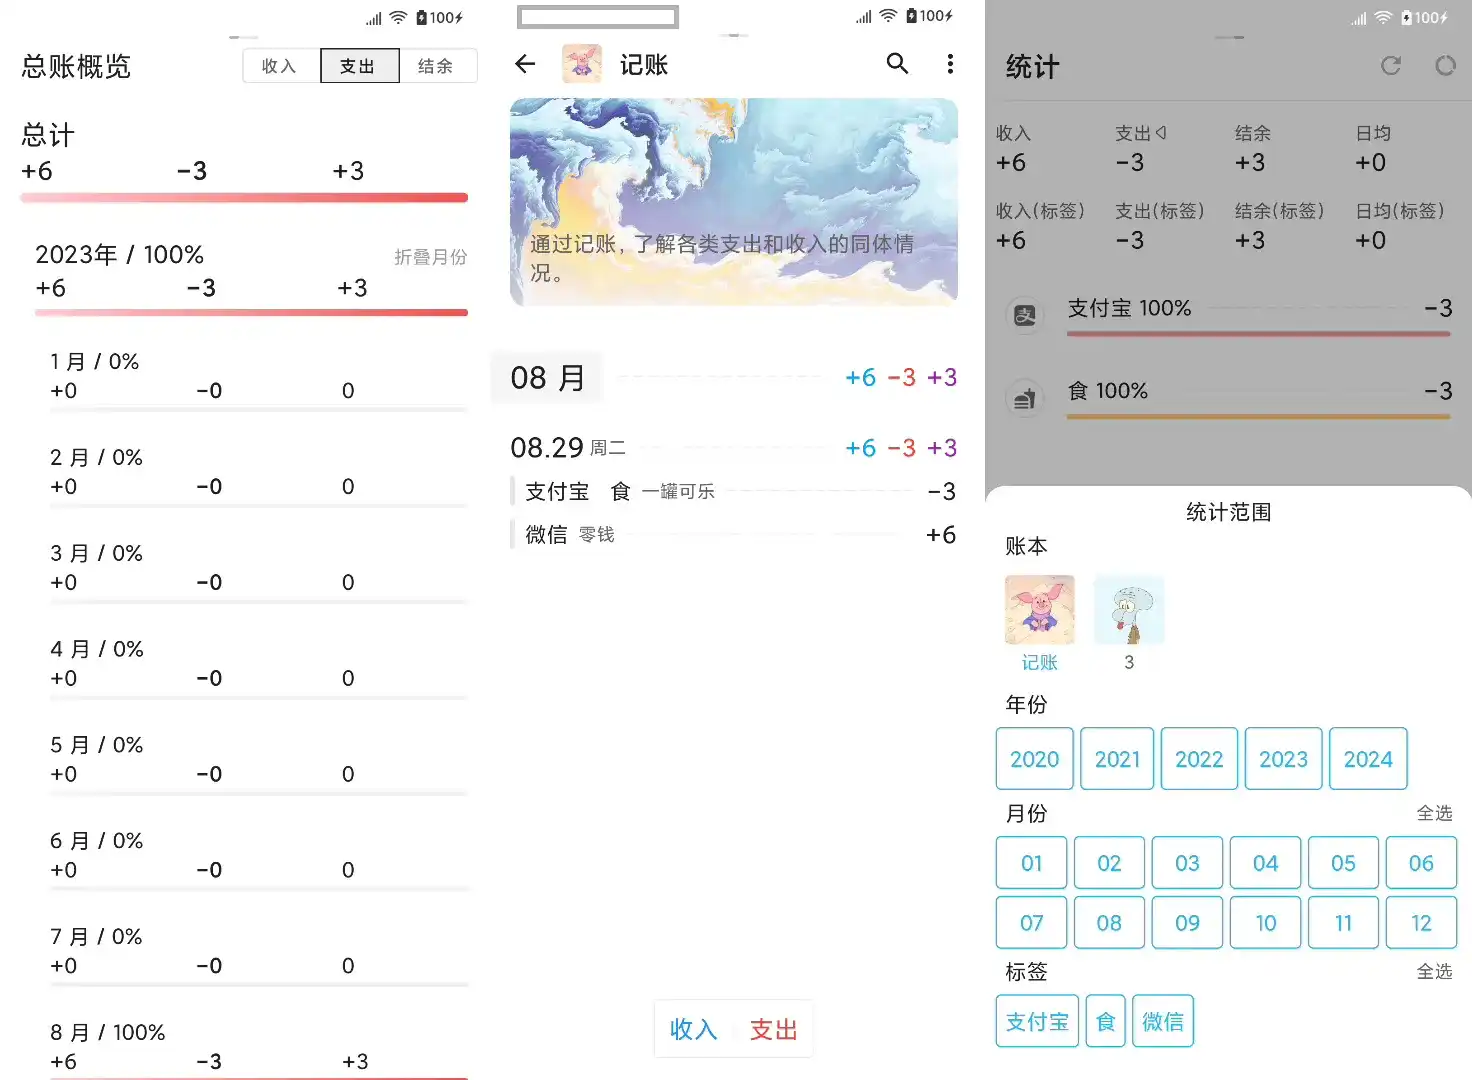 100
总账概览
收入
支出
结余
总计
+6 -3 +3
2023年 / 100%
折叠月份
+6 -3 +3
1 月 / 0%
+0 -0 0
2 月 / 0%
+0 -0 0
3 月 / 0%
+0 -0 0
4 月 / 0%
+0 -0 0
5 月 / 0%
+0 -0 0
6 月 / 0%
+0 -0 0
7 月 / 0%
+0 -0 0
8 月 / 100%
+6 -3 +3
100
记账
通过记账，了解各类支出和收入的同体情
况。
08 月
+6 -3 +3
08.29 周二
+6 -3 +3
支付宝 食 一罐可乐 -3
微信 零钱 +6
收入 支出
100
统计
收入 支出 结余 日均
+6 -3 +3 +0
收入(标签) 支出(标签) 结余(标签) 日均(标签)
+6 -3 +3 +0
支付宝 100% -3
食 100% -3
统计范围
账本
记账 3
年份
2020 2021 2022 2023 2024
月份 全选
01 02 03 04 05 06
07 08 09 10 11 12
标签 全选
支付宝 食 微信